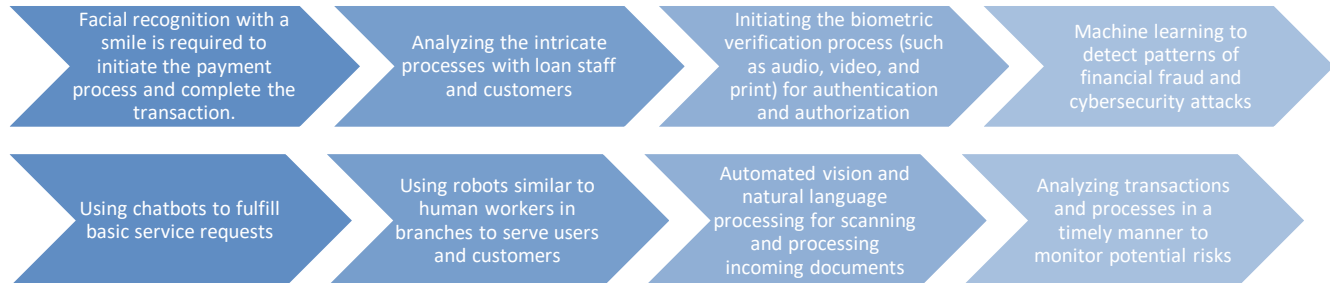 Facial recognition with a
smile is required to
initiate the payment
process and complete the
transaction.
Analyzing the intricate
processes with loan staff
and customers
Initiating the biometric
verification process (such
as audio, video, and
print) for authentication
and authorization
Machine learning to
detect patterns of
financial fraud and
cybersecurity attacks
Using chatbots to fulfill
basic service requests
Using robots similar to
human workers in
branches to serve users
and customers
Automated vision and
natural language
processing for scanning
and processing
incoming documents
Analyzing transactions
and processes in a
timely manner to
monitor potential risks